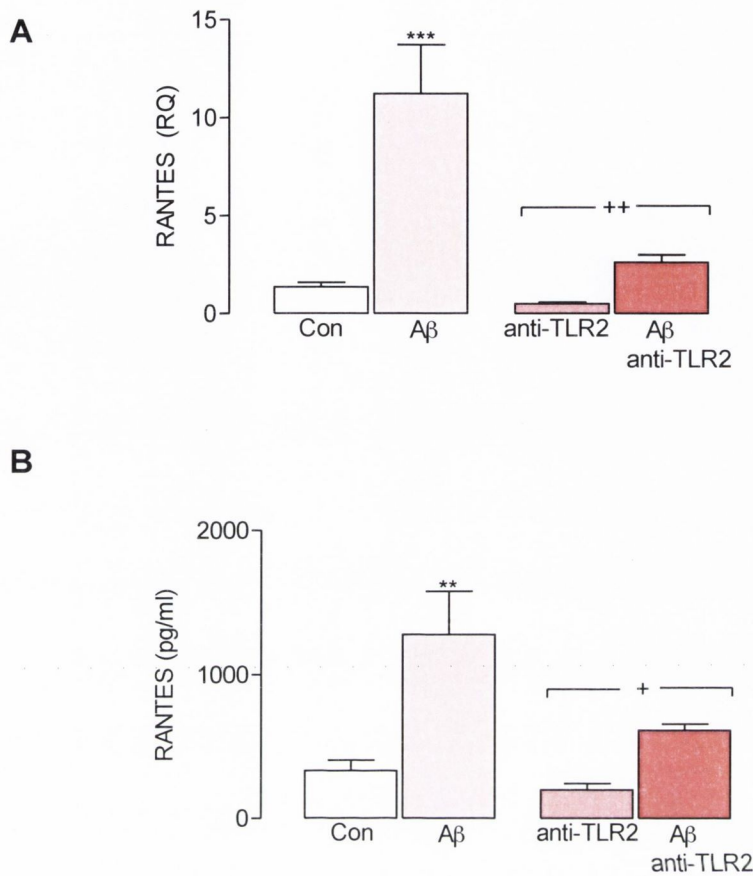 A
15
10
5
0
RANTES (RQ)
***
++
Con
Aβ
anti-TLR2
Aβ
anti-TLR2
B
2000
1000
0
RANTES (pg/ml)
**
+
Con
Aβ
anti-TLR2
Aβ
anti-TLR2